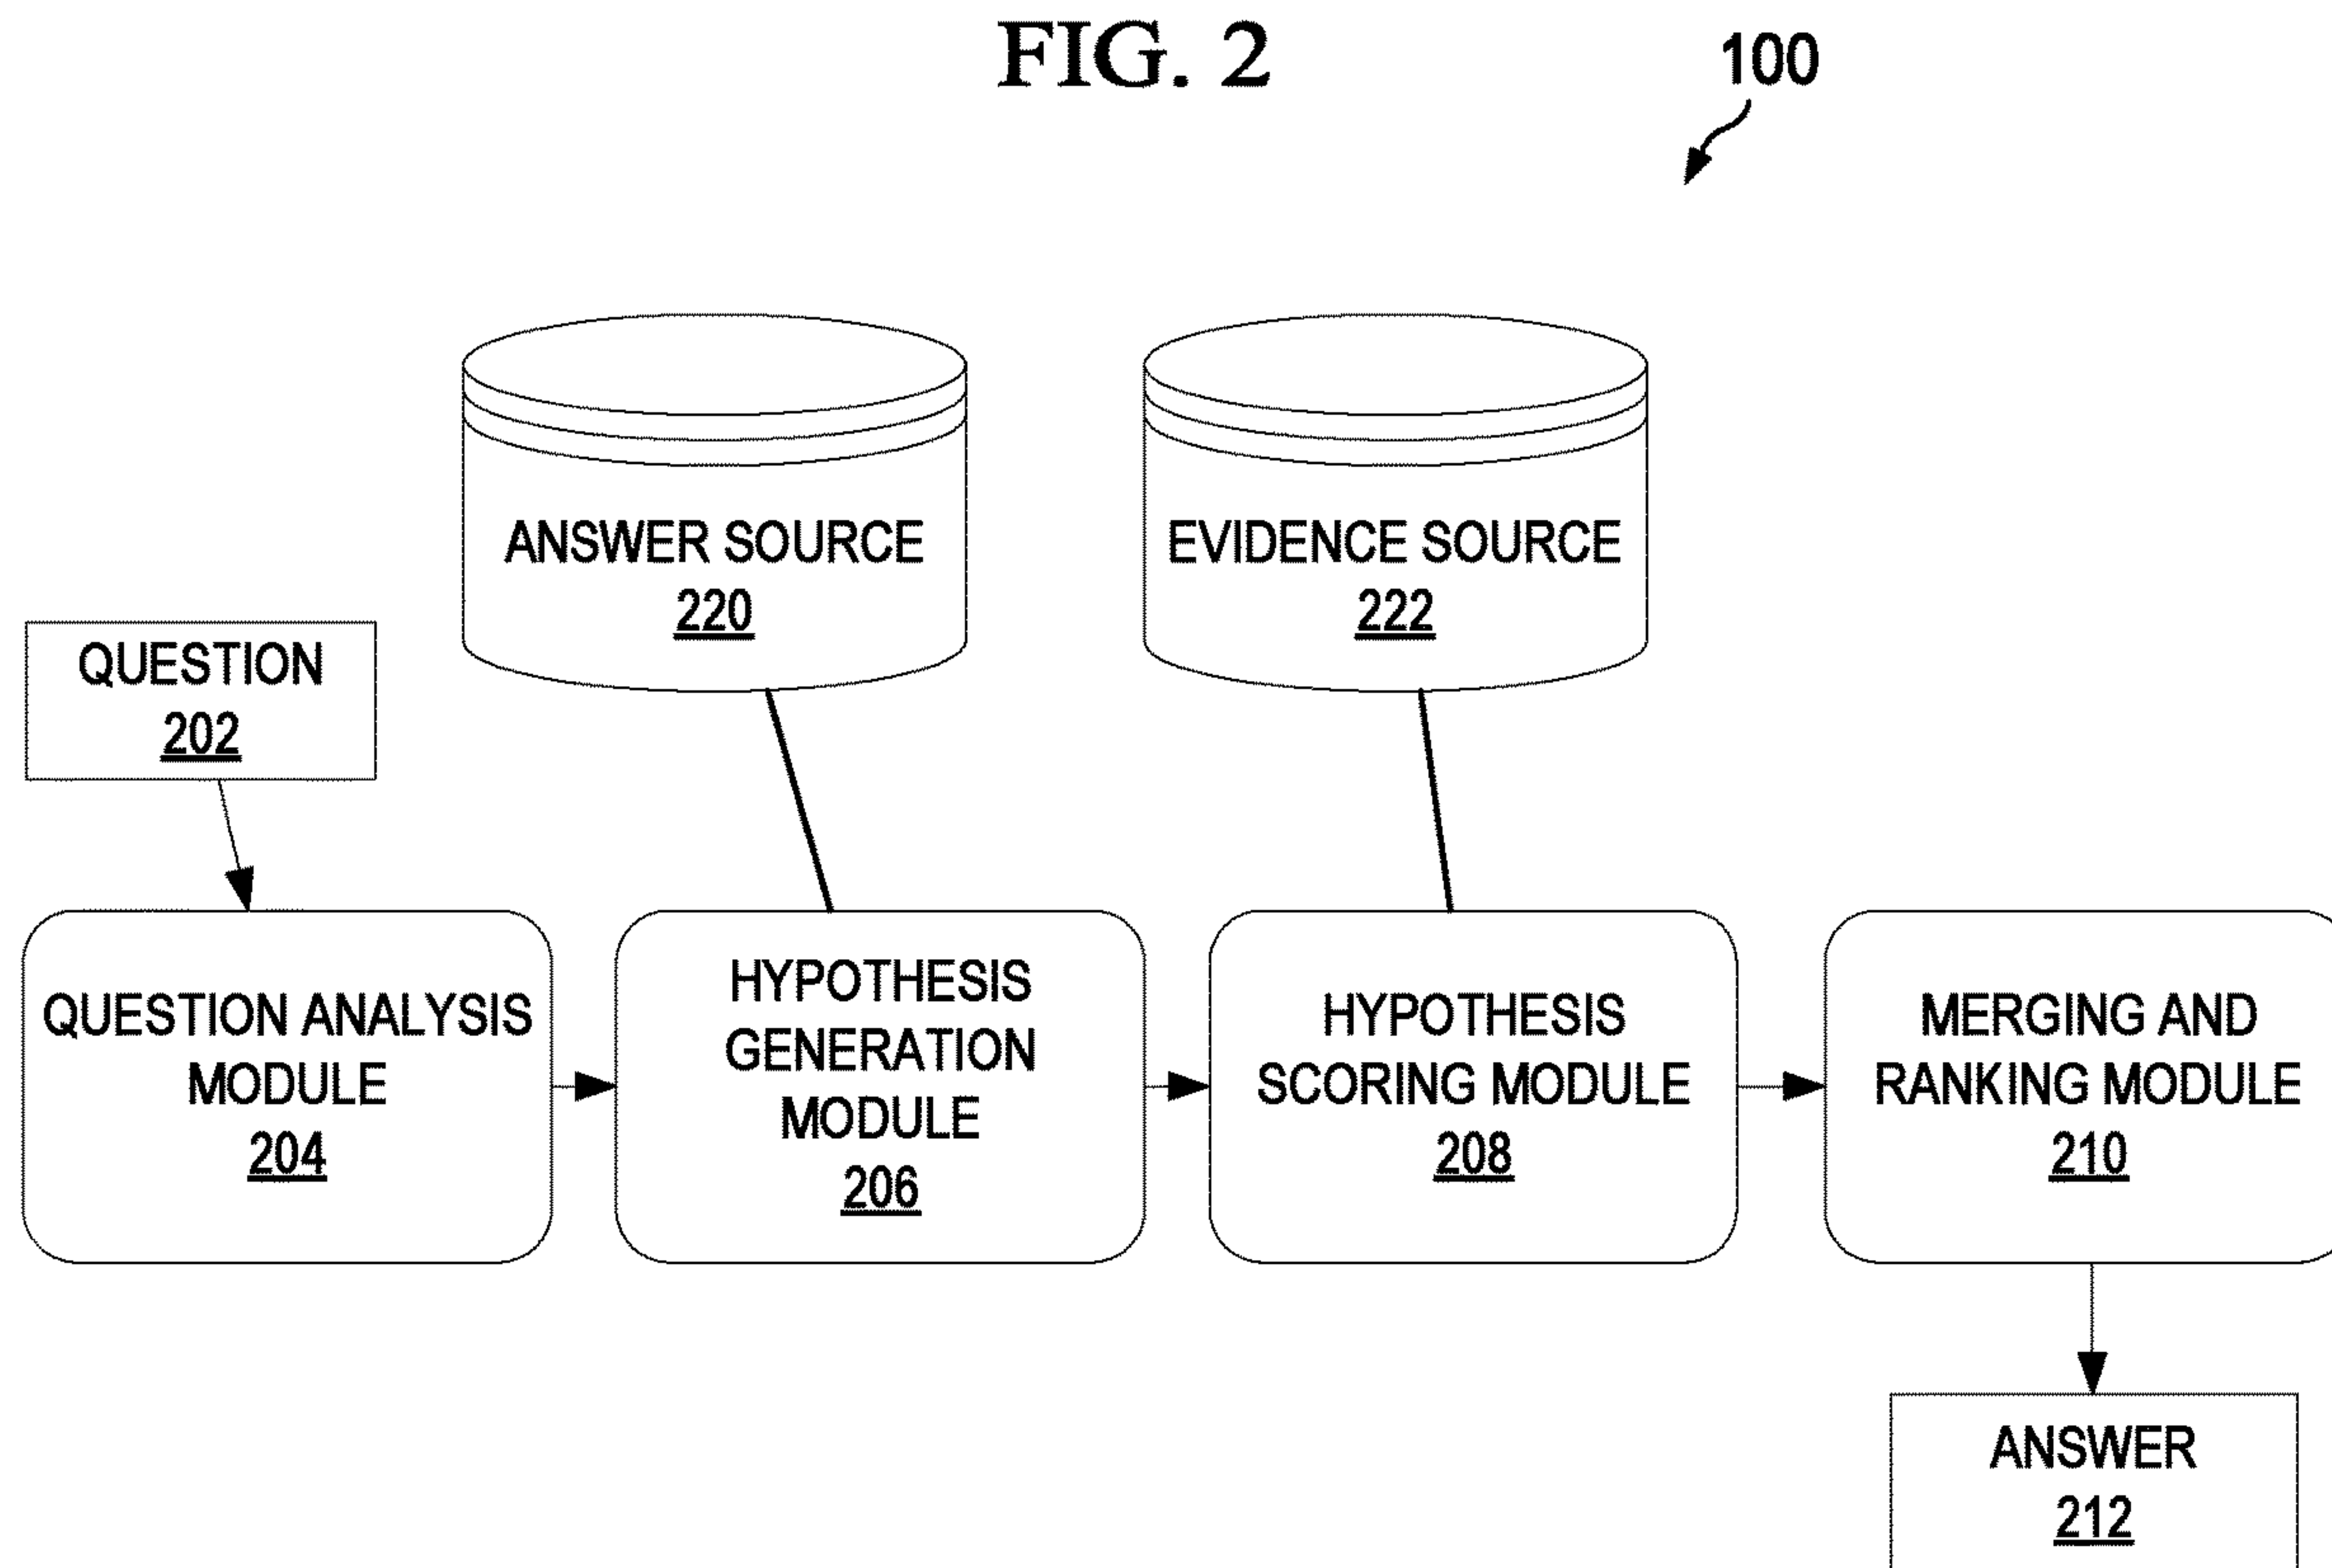 FIG. 2
100
ANSWER SOURCE
220
EVIDENCE SOURCE
222
QUESTION
202
QUESTION ANALYSIS
MODULE
204
HYPOTHESIS
GENERATION
MODULE
206
HYPOTHESIS
SCORING MODULE
208
MERGING AND
RANKING MODULE
210
ANSWER
212